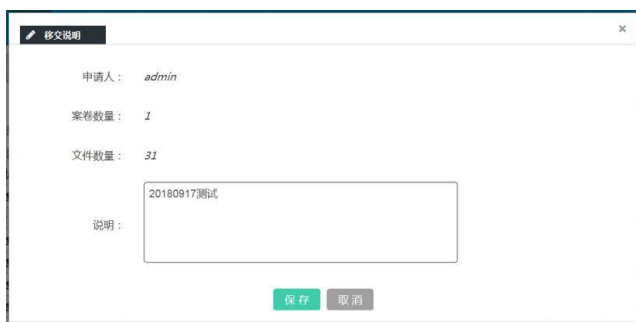 移交说明
申请人： admin
案卷数量： 1
文件数量： 31
说明： 20180917测试
保存 取消